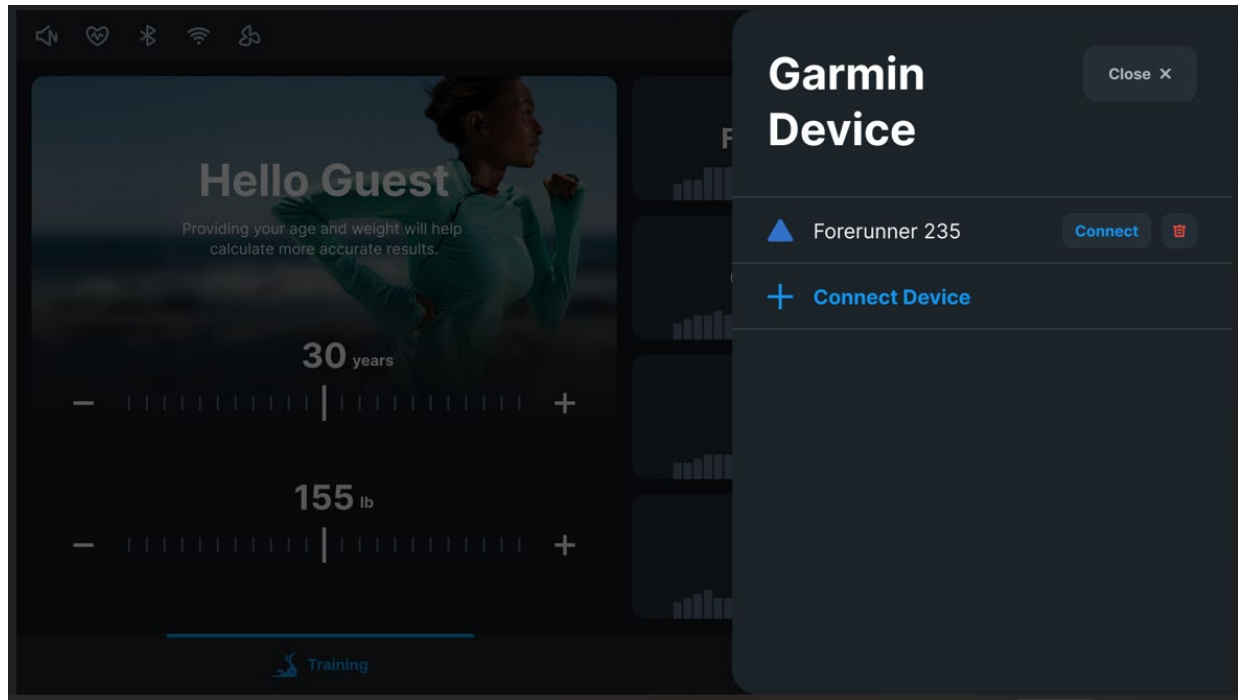 Hello Guest
Providing your age and weight will help
calculate more accurate results.
30 years
155 lb
Training
Garmin
Device
Close ×
Forerunner 235
Connect
Connect Device